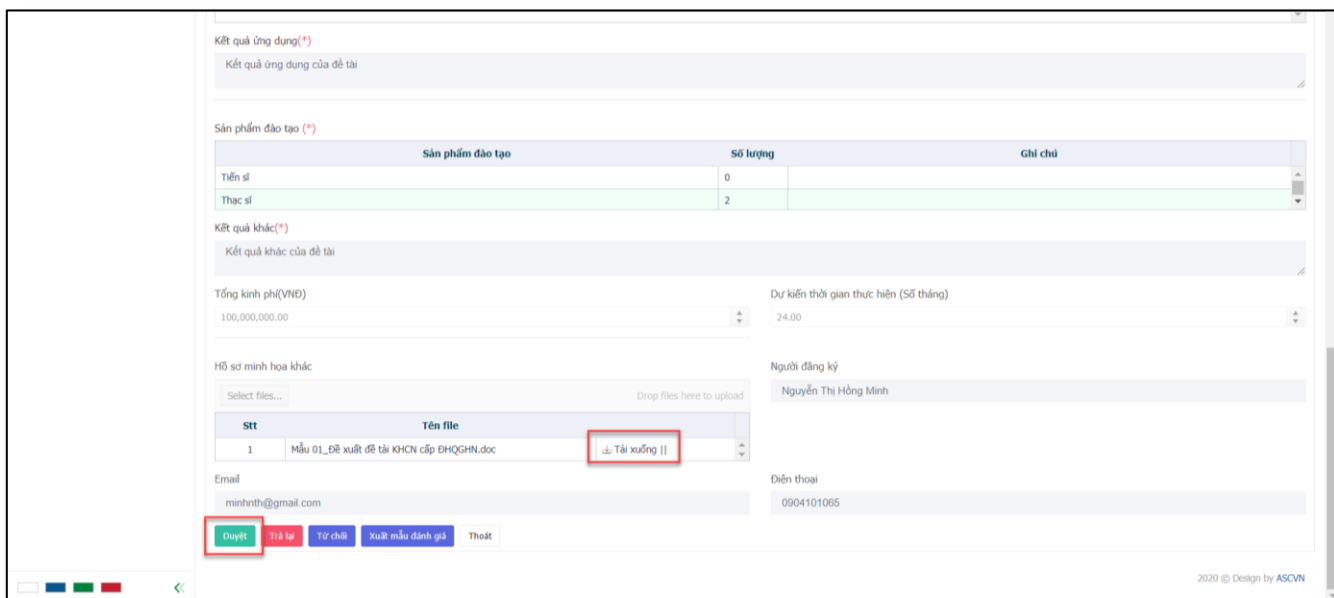 Kết quả ứng dụng(*)
Kết quả ứng dụng của đề tài
Sản phẩm đào tạo (*)
Sản phẩm đào tạo Số lượng Ghi chú
Tiến sĩ 0
Thạc sĩ 2
Kết quả khác(*)
Kết quả khác của đề tài
Tổng kinh phí(VNĐ) Dự kiến thời gian thực hiện (Số tháng)
100,000,000.00 24.00
Hồ sơ minh họa khác Người đăng ký
Select files... Drop files here to upload Nguyễn Thị Hồng Minh
Stt Tên file
1 Mẫu 01_Đề xuất đề tài KHCN cấp ĐHQGHN.doc Tải xuống ||
Email Điện thoại
minhnth@gmail.com 0904101065
Duyệt Trả lại Từ chối Xuất mẫu đánh giá Thoát
2020 © Design by ASCVN